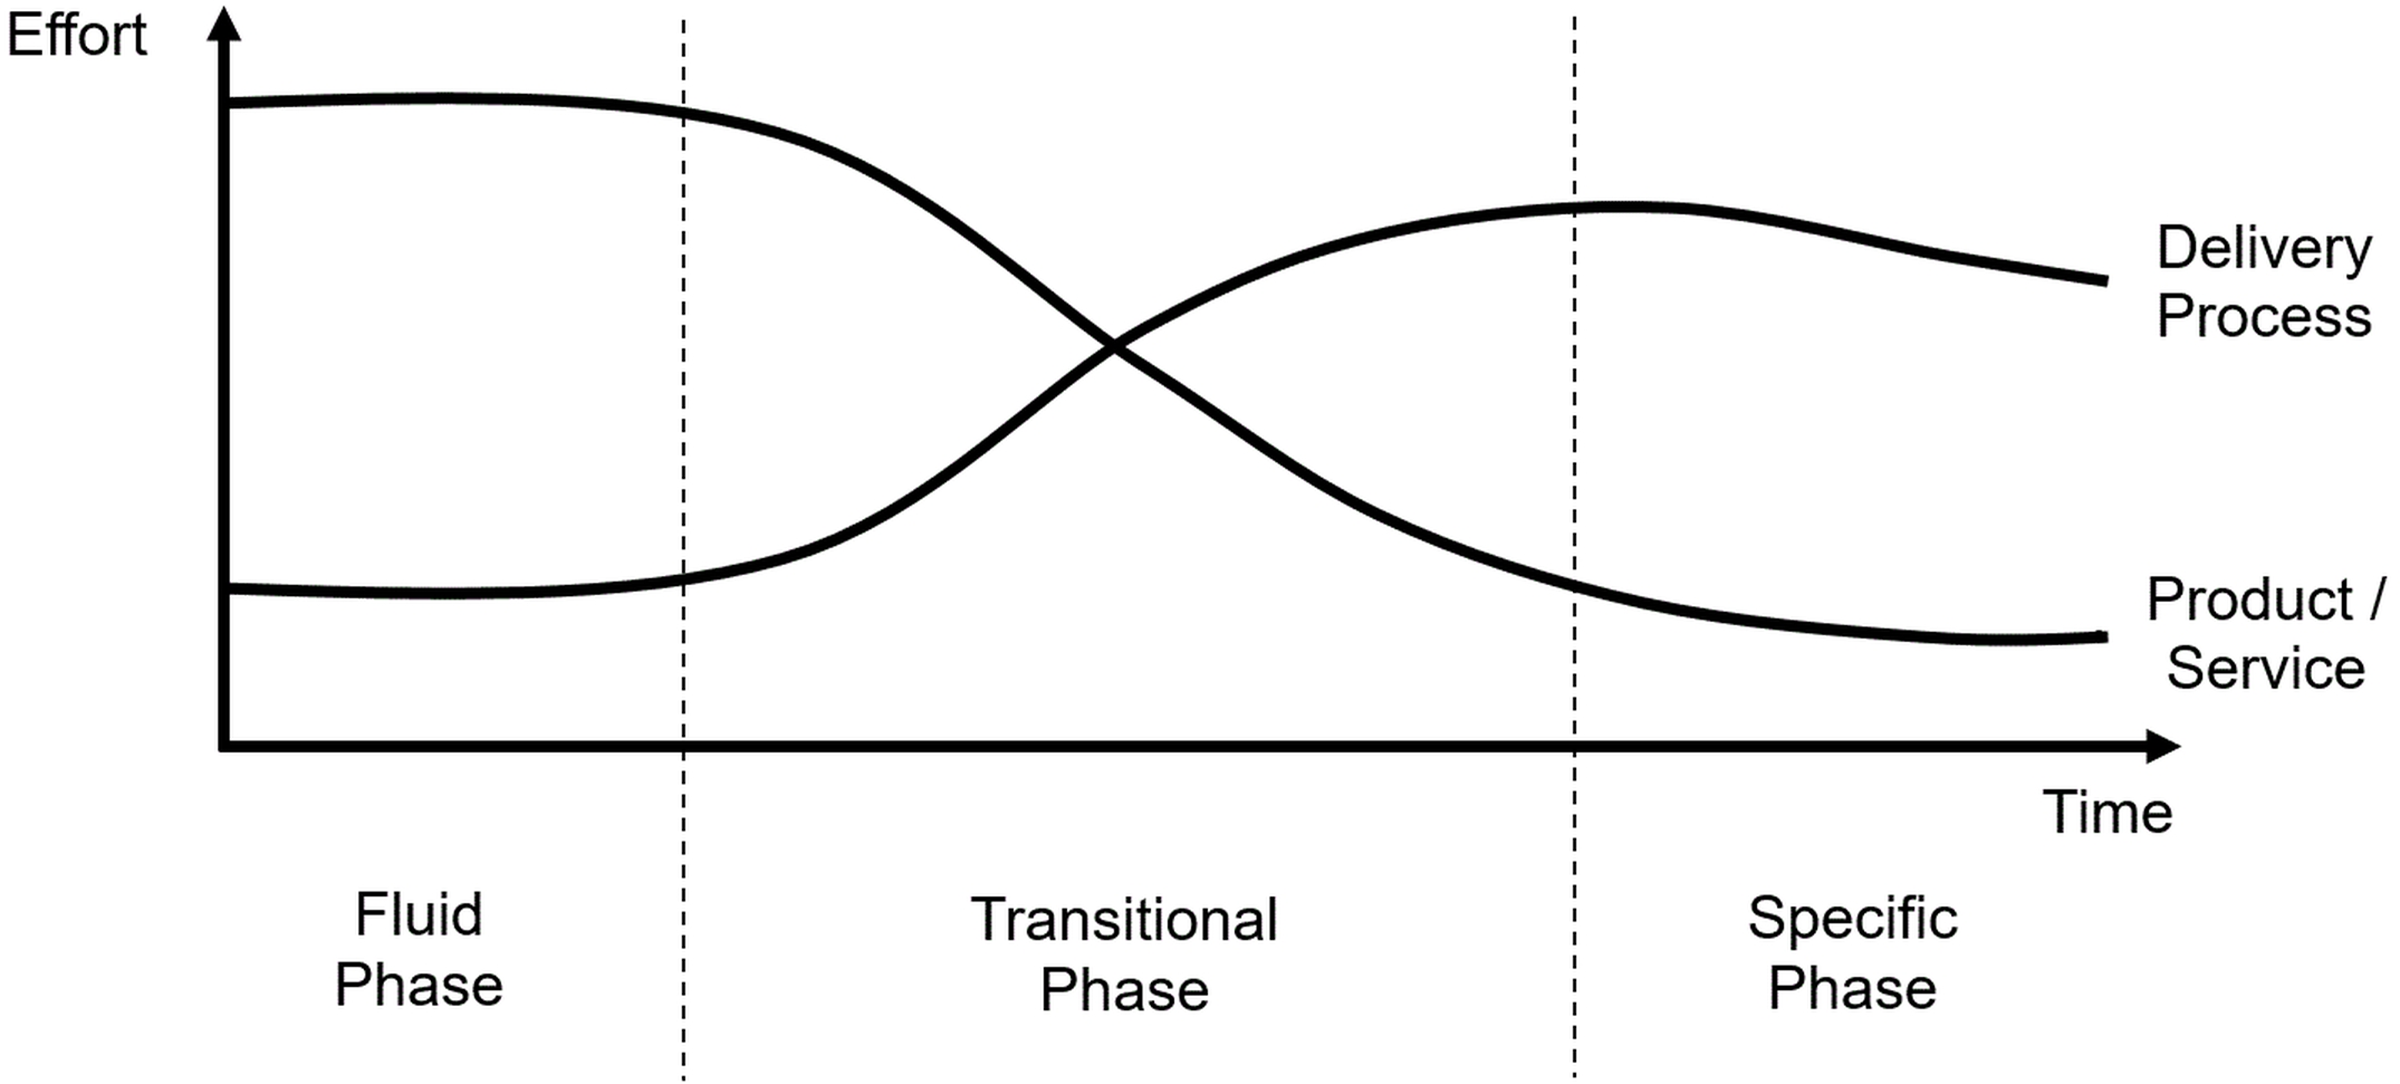 Effort
Delivery
Process
Product /
Service
Time
Fluid
Phase
Transitional
Phase
Specific
Phase